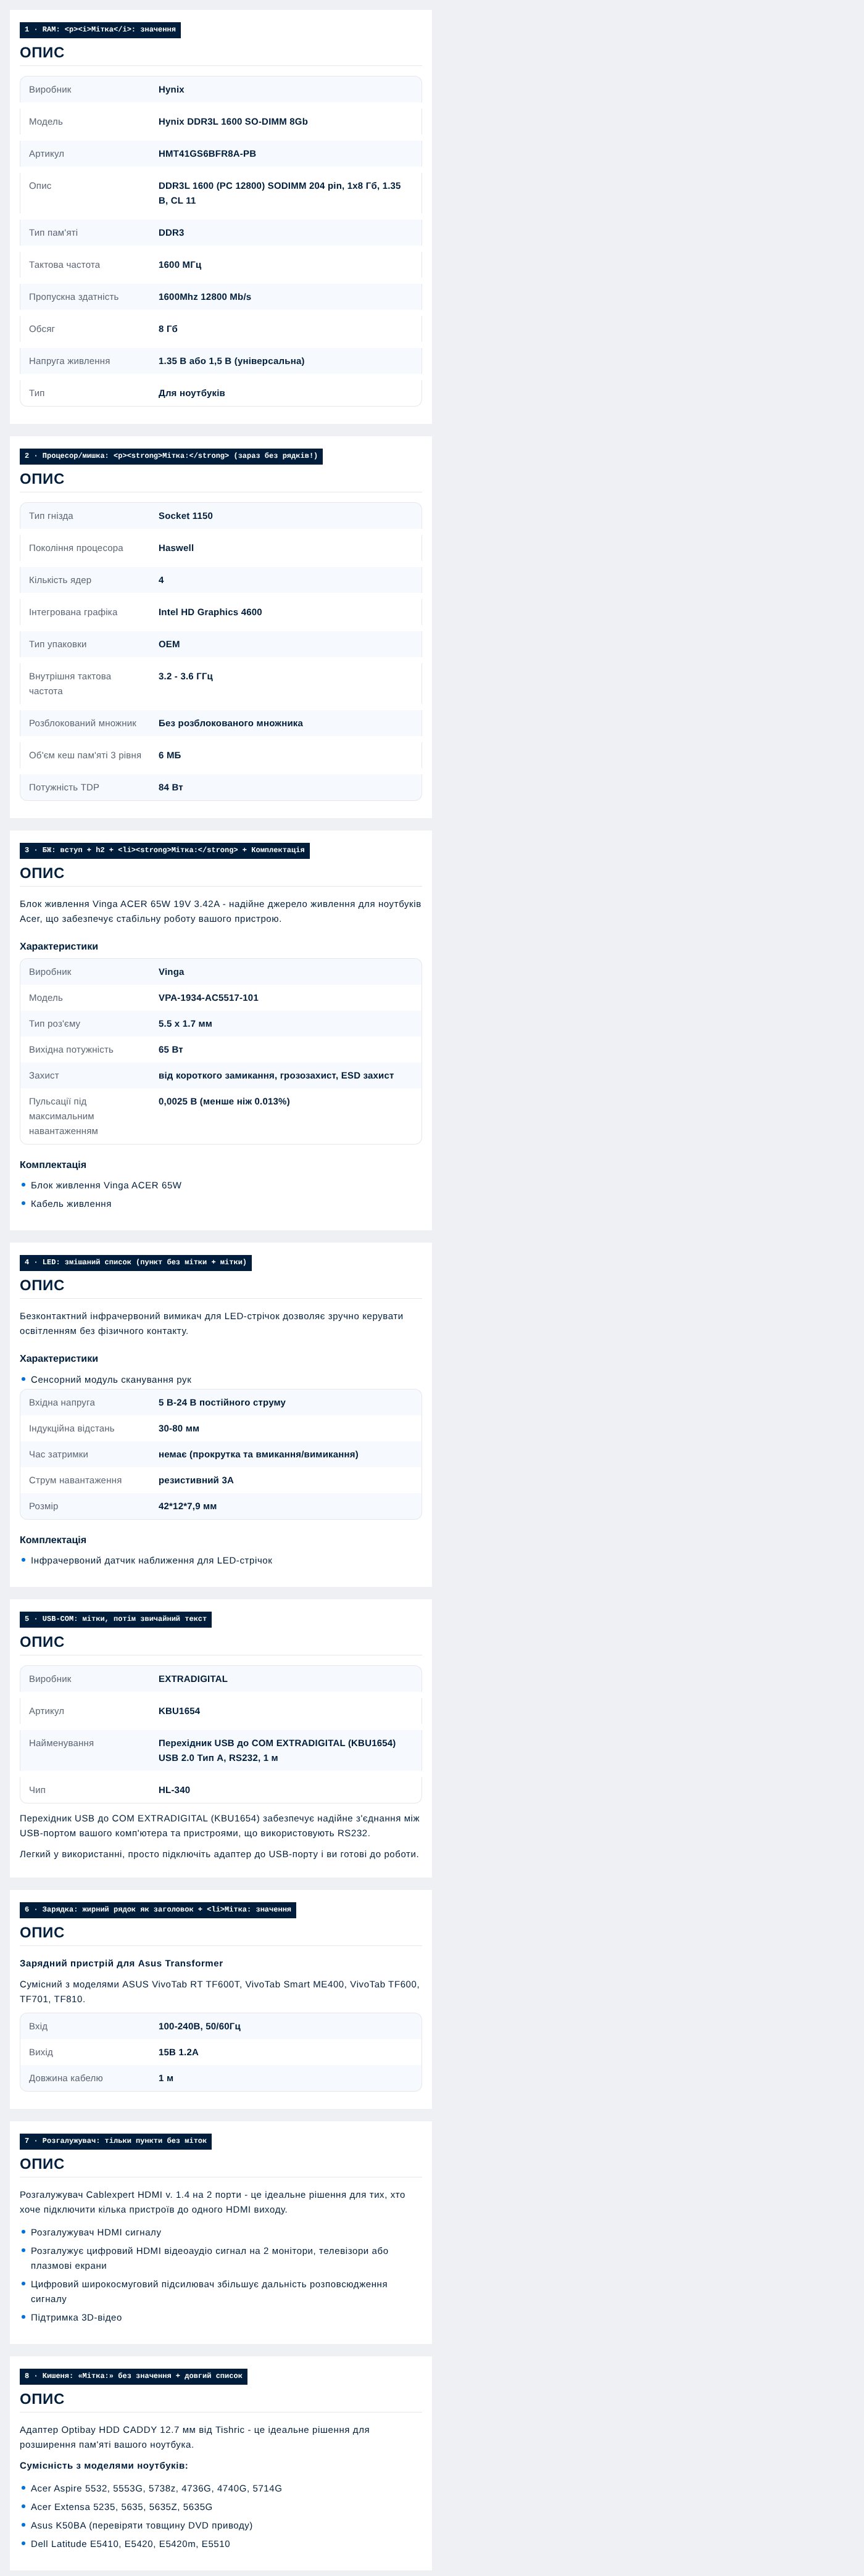 1 · RAM: <p><i>Мітка</i>: значення
ОПИС
Виробник Hynix
Модель Hynix DDR3L 1600 SO-DIMM 8Gb
Артикул HMT41GS6BFR8A-PB
Опис DDR3L 1600 (PC 12800) SODIMM 204 pin, 1x8 Гб, 1.35
В, CL 11
Тип пам'яті DDR3
Тактова частота 1600 МГц
Пропускна здатність 1600Mhz 12800 Mb/s
Обсяг 8 Гб
Напруга живлення 1.35 В або 1,5 В (універсальна)
Тип Для ноутбуків
2 · Процесор/мишка: <p><strong>Мітка:</strong> (зараз без рядків!)
ОПИС
Тип гнізда Socket 1150
Покоління процесора Haswell
Кількість ядер 4
Інтегрована графіка Intel HD Graphics 4600
Тип упаковки OEM
Внутрішня тактова 3.2 - 3.6 ГГц
частота
Розблокований множник Без розблокованого множника
Об'єм кеш пам'яті 3 рівня 6 МБ
Потужність TDP 84 Вт
3 · БЖ: вступ + h2 + <li><strong>Мітка:</strong> + Комплектація
ОПИС
Блок живлення Vinga ACER 65W 19V 3.42A - надійне джерело живлення для ноутбуків
Acer, що забезпечує стабільну роботу вашого пристрою.
Характеристики
Виробник Vinga
Модель VPA-1934-AC5517-101
Тип роз'єму 5.5 x 1.7 мм
Вихідна потужність 65 Вт
Захист від короткого замикання, грозозахист, ESD захист
Пульсації під 0,0025 В (менше ніж 0.013%)
максимальним
навантаженням
Комплектація
Блок живлення Vinga ACER 65W
Кабель живлення
4 · LED: змішаний список (пункт без мітки + мітки)
ОПИС
Безконтактний інфрачервоний вимикач для LED-стрічок дозволяє зручно керувати
освітленням без фізичного контакту.
Характеристики
Сенсорний модуль сканування рук
Вхідна напруга 5 В-24 В постійного струму
Індукційна відстань 30-80 мм
Час затримки немає (прокрутка та вмикання/вимикання)
Струм навантаження резистивний 3А
Розмір 42*12*7,9 мм
Комплектація
Інфрачервоний датчик наближення для LED-стрічок
5 · USB-COM: мітки, потім звичайний текст
ОПИС
Виробник EXTRADIGITAL
Артикул KBU1654
Найменування Перехідник USB до COM EXTRADIGITAL (KBU1654)
USB 2.0 Тип A, RS232, 1 м
Чип HL-340
Перехідник USB до COM EXTRADIGITAL (KBU1654) забезпечує надійне з'єднання між
USB-портом вашого комп'ютера та пристроями, що використовують RS232.
Легкий у використанні, просто підключіть адаптер до USB-порту і ви готові до роботи.
6 · Зарядка: жирний рядок як заголовок + <li>Мітка: значення
ОПИС
Зарядний пристрій для Asus Transformer
Сумісний з моделями ASUS VivoTab RT TF600T, VivoTab Smart ME400, VivoTab TF600,
TF701, TF810.
Вхід 100-240В, 50/60Гц
Вихід 15В 1.2А
Довжина кабелю 1 м
7 · Розгалужувач: тільки пункти без міток
ОПИС
Розгалужувач Cablexpert HDMI v. 1.4 на 2 порти - це ідеальне рішення для тих, хто
хоче підключити кілька пристроїв до одного HDMI виходу.
Розгалужувач HDMI сигналу
Розгалужує цифровий HDMI відеоаудіо сигнал на 2 монітори, телевізори або
плазмові екрани
Цифровий широкосмуговий підсилювач збільшує дальність розповсюдження
сигналу
Підтримка 3D-відео
8 · Кишеня: «Мітка:» без значення + довгий список
ОПИС
Адаптер Optibay HDD CADDY 12.7 мм від Tishric - це ідеальне рішення для
розширення пам'яті вашого ноутбука.
Сумісність з моделями ноутбуків:
Acer Aspire 5532, 5553G, 5738z, 4736G, 4740G, 5714G
Acer Extensa 5235, 5635, 5635Z, 5635G
Asus K50BA (перевіряти товщину DVD приводу)
Dell Latitude E5410, E5420, E5420m, E5510